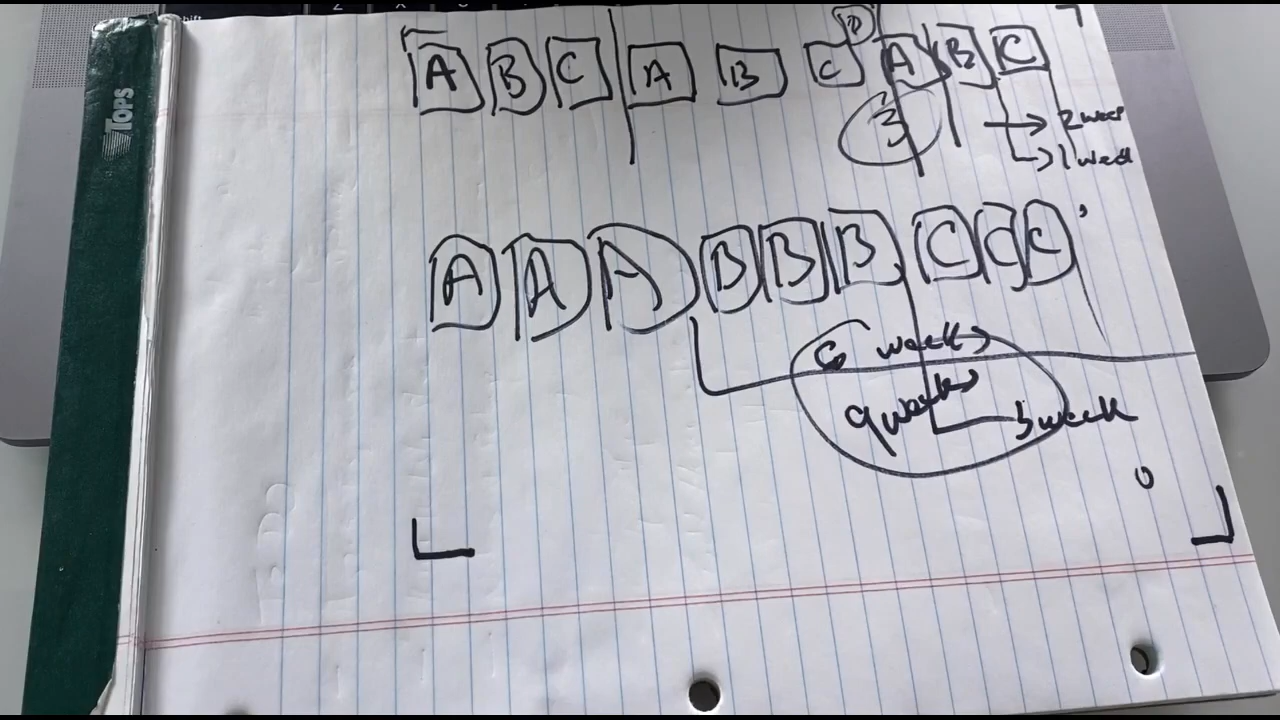 TOPS
D
A B C A B C A B C
3
2 week
1 week
A A A B B B C C C
6 weeks
9 weeks
3 week